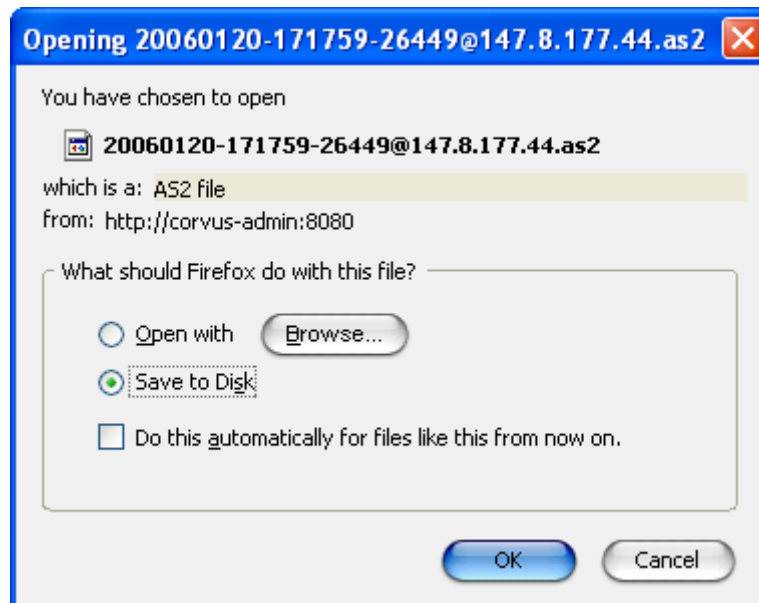 Opening 20060120-171759-26449@147.8.177.44.as2
You have chosen to open
20060120-171759-26449@147.8.177.44.as2
which is a: AS2 file
from: http://corvus-admin:8080
What should Firefox do with this file?
Open with Browse...
Save to Disk
Do this automatically for files like this from now on.
OK Cancel